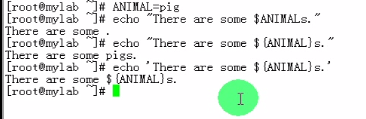 [root@mylab ~]# ANIMAL=pig
[root@mylab ~]# echo "There are some $ANIMALs."
There are some .
[root@mylab ~]# echo "There are some ${ANIMAL}s."
There are some pigs.
[root@mylab ~]# echo 'There are some ${ANIMAL}s.'
There are some ${ANIMAL}s.
[root@mylab ~]#